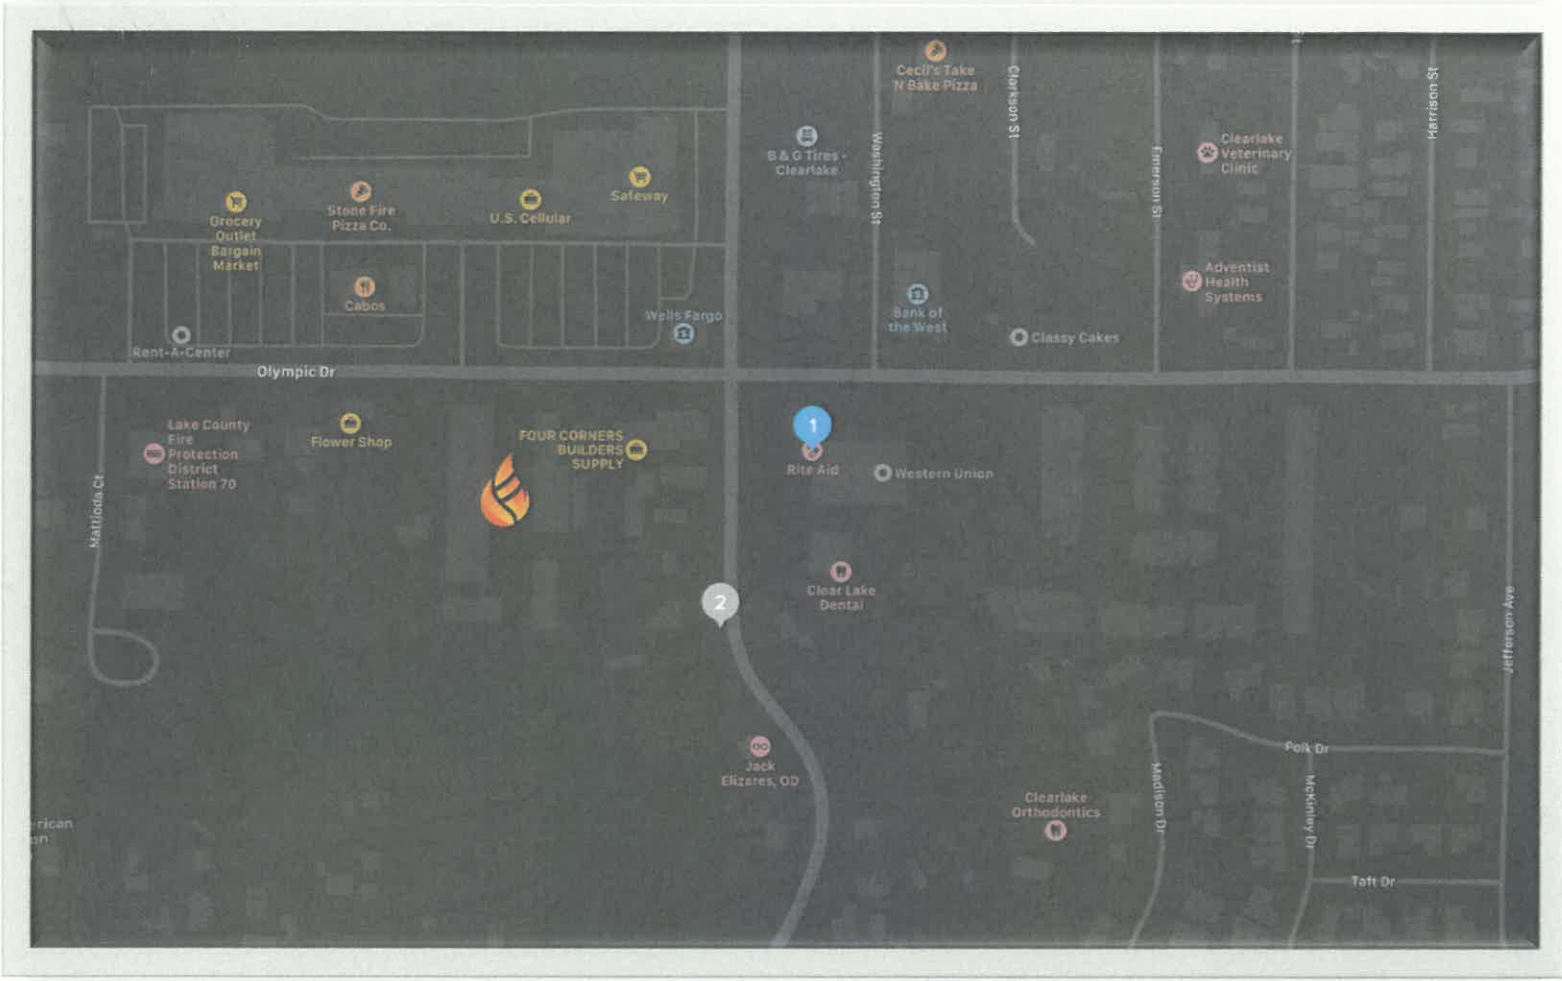 Cecil's Take
N Bake Pizza
Clarkson St
Harrison St
B & G Tires -
Clearlake
Washington St
Emerson St
Clearlake
Veterinary
Clinic
Grocery
Outlet
Bargain
Market
Stone Fire
Pizza Co.
U.S. Cellular
Safeway
Cabos
Adventist
Health
Systems
Wells Fargo
Bank of
the West
Rent-A-Center
Classy Cakes
Olympic Dr
Lake County
Fire
Protection
District
Station 70
Flower Shop
FOUR CORNERS
BUILDERS
SUPPLY
1
Rite Aid
Western Union
Mattioda Ct
2
Clear Lake
Dental
Jefferson Ave
Jack
Elizares, OD
Polk Dr
Madison Dr
McKinley Dr
Clearlake
Orthodontics
erican
on
Taft Dr